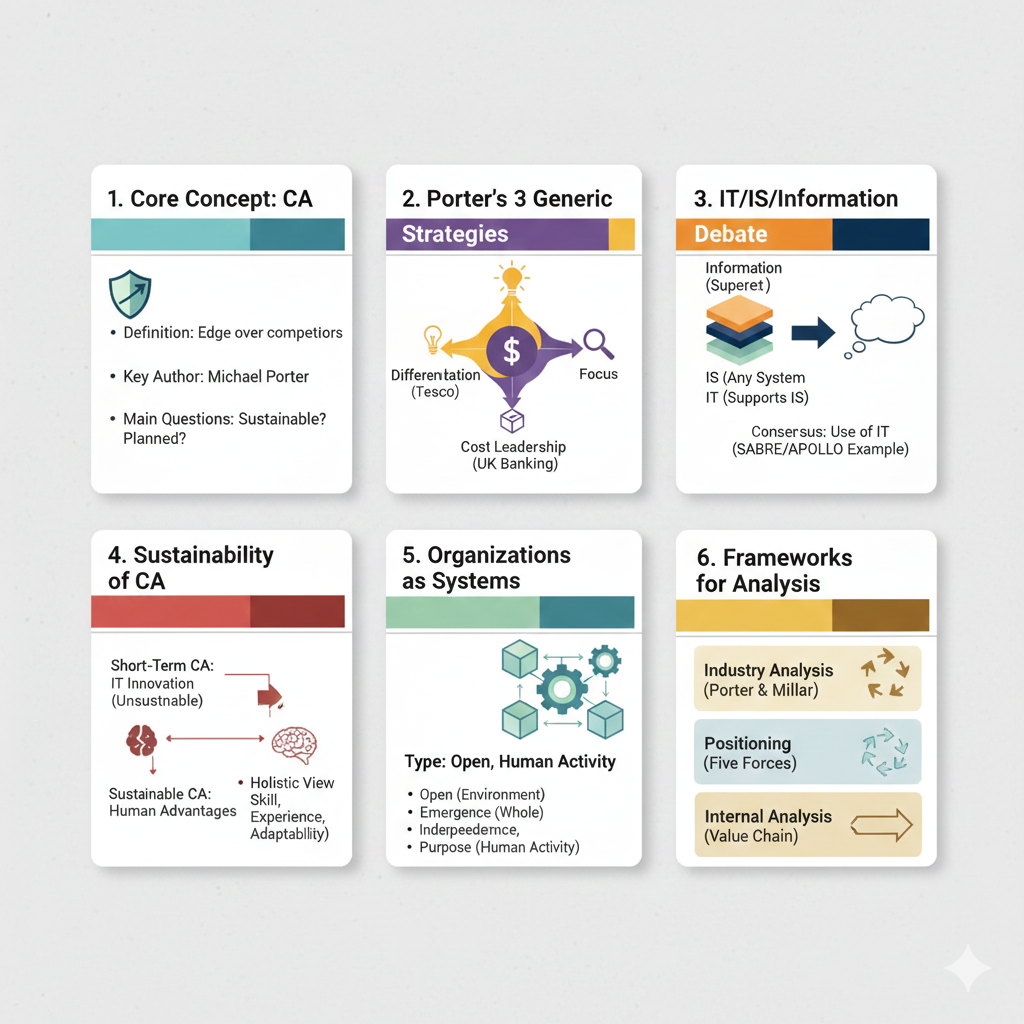 1. Core Concept: CA
• Definition: Edge over competiors
• Key Author: Michael Porter
• Main Questions: Sustainable?
Planned?
2. Porter's 3 Generic
Strategies
$
Differentation
(Tesco)
Focus
Cost Leadership
(UK Banking)
3. IT/IS/Information
Debate
Information
(Superet)
IS (Any System
IT (Supports IS)
Consersus: Use of IT
(SABRE/APOLLO Example)
4. Sustainability
of CA
Short-Term CA:
IT Innovation
(Unsustnable)
Sustainable CA:
Human Advantages
• Holistic View
Skill,
Experience,
Adaptability)
5. Organizations
as Systems
Type: Open, Human Activity
• Open (Environment)
• Emergence (Whole)
• Inderpeedemce,
• Purpose (Human Activity)
6. Frameworks
for Analysis
Industry Analysis
(Porter & Millar)
Positioning
(Five Forces)
Internal Analysis
(Value Chain)